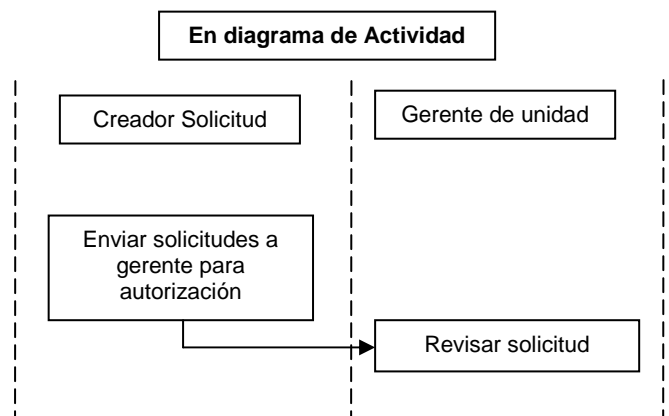 En diagrama de Actividad
Creador Solicitud
Gerente de unidad
Enviar solicitudes a
gerente para
autorización
Revisar solicitud